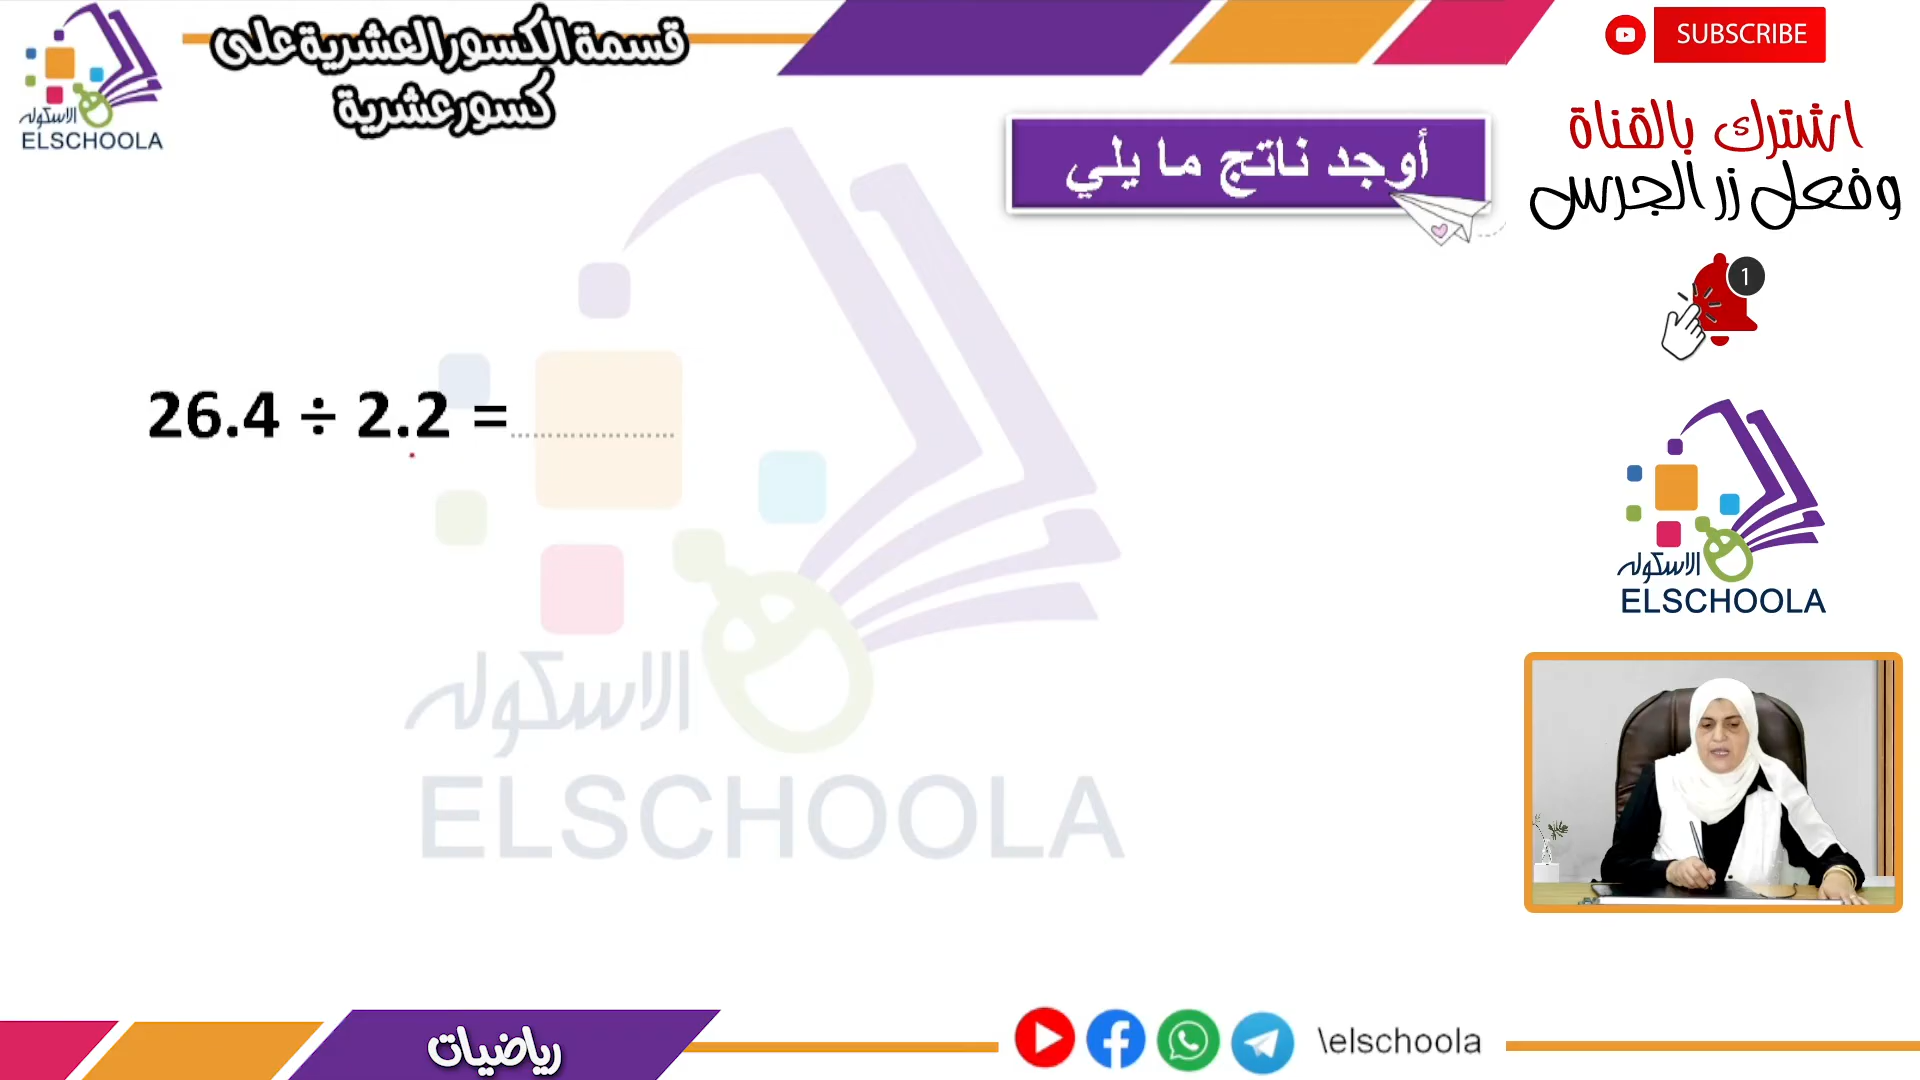 قسمة الكسور العشرية على
كسور عشرية
الاسكوله
ELSCHOOLA
أوجد ناتج ما يلي
SUBSCRIBE
اشترك بالقناة
وفعل زر الجرس
1
26.4 ÷ 2.2 =..................
الاسكوله
ELSCHOOLA
الاسكوله
ELSCHOOLA
رياضيات
\elschoola